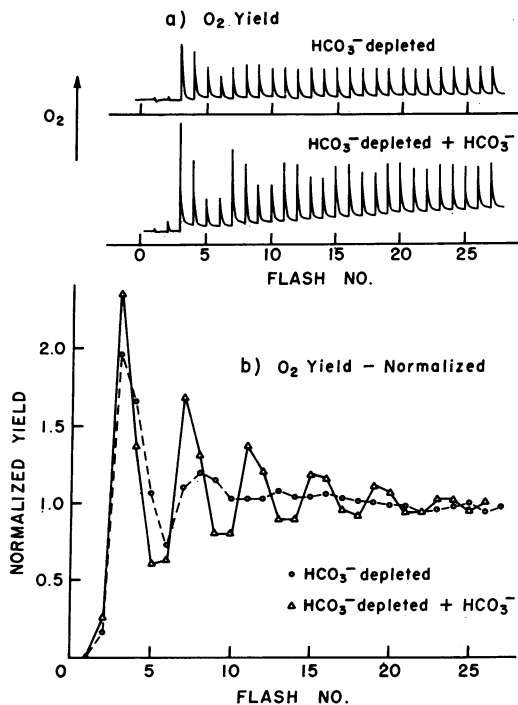 a) O₂ Yield
HCO₃⁻ depleted
O₂
HCO₃⁻ depleted + HCO₃⁻
0 5 10 15 20 25
FLASH NO.
b) O₂ Yield – Normalized
NORMALIZED YIELD
2.0
1.5
1.0
0.5
0
HCO₃⁻ depleted
HCO₃⁻ depleted + HCO₃⁻
5 10 15 20 25
FLASH NO.